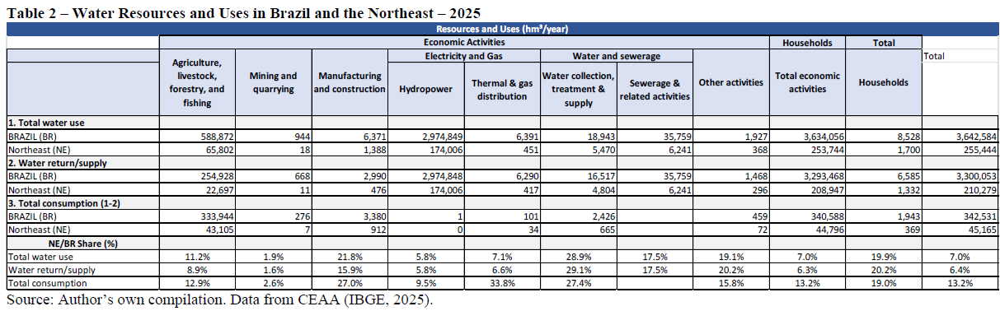 Table 2 – Water Resources and Uses in Brazil and the Northeast – 2025
Resources and Uses (hm³/year)
Economic Activities Households Total
Agriculture, livestock, forestry, and fishing Mining and quarrying Manufacturing and construction Electricity and Gas Water and sewerage Other activities Total economic activities Households Total
Hydropower Thermal & gas distribution Water collection, treatment & supply Sewerage & related activities
1. Total water use
BRAZIL (BR) 588,872 944 6,371 2,974,849 6,391 18,943 35,759 1,927 3,634,056 8,528 3,642,584
Northeast (NE) 65,802 18 1,388 174,006 451 5,470 6,241 368 253,744 1,700 255,444
2. Water return/supply
BRAZIL (BR) 254,928 668 2,990 2,974,848 6,290 16,517 35,759 1,468 3,293,468 6,585 3,300,053
Northeast (NE) 22,697 11 476 174,006 417 4,804 6,241 296 208,947 1,332 210,279
3. Total consumption (1-2)
BRAZIL (BR) 333,944 276 3,380 1 101 2,426 459 340,588 1,943 342,531
Northeast (NE) 43,105 7 912 0 34 665 72 44,796 369 45,165
NE/BR Share (%)
Total water use 11.2% 1.9% 21.8% 5.8% 7.1% 28.9% 17.5% 19.1% 7.0% 19.9% 7.0%
Water return/supply 8.9% 1.6% 15.9% 5.8% 6.6% 29.1% 17.5% 20.2% 6.3% 20.2% 6.4%
Total consumption 12.9% 2.6% 27.0% 9.5% 33.8% 27.4% 15.8% 13.2% 19.0% 13.2%
Source: Author's own compilation. Data from CEAA (IBGE, 2025).